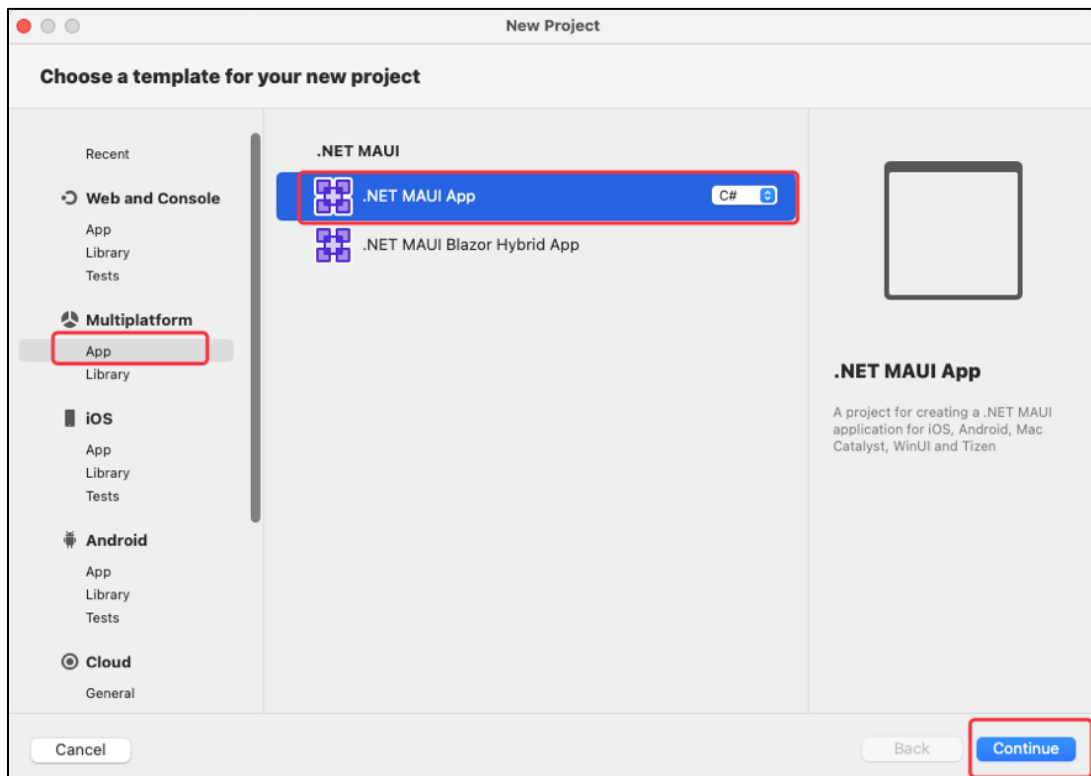 New Project
Choose a template for your new project
Recent
Web and Console
App
Library
Tests
Multiplatform
App
Library
iOS
App
Library
Tests
Android
App
Library
Tests
Cloud
General
.NET MAUI
.NET MAUI App C#
.NET MAUI Blazor Hybrid App
.NET MAUI App
A project for creating a .NET MAUI
application for iOS, Android, Mac
Catalyst, WinUI and Tizen
Cancel
Back
Continue